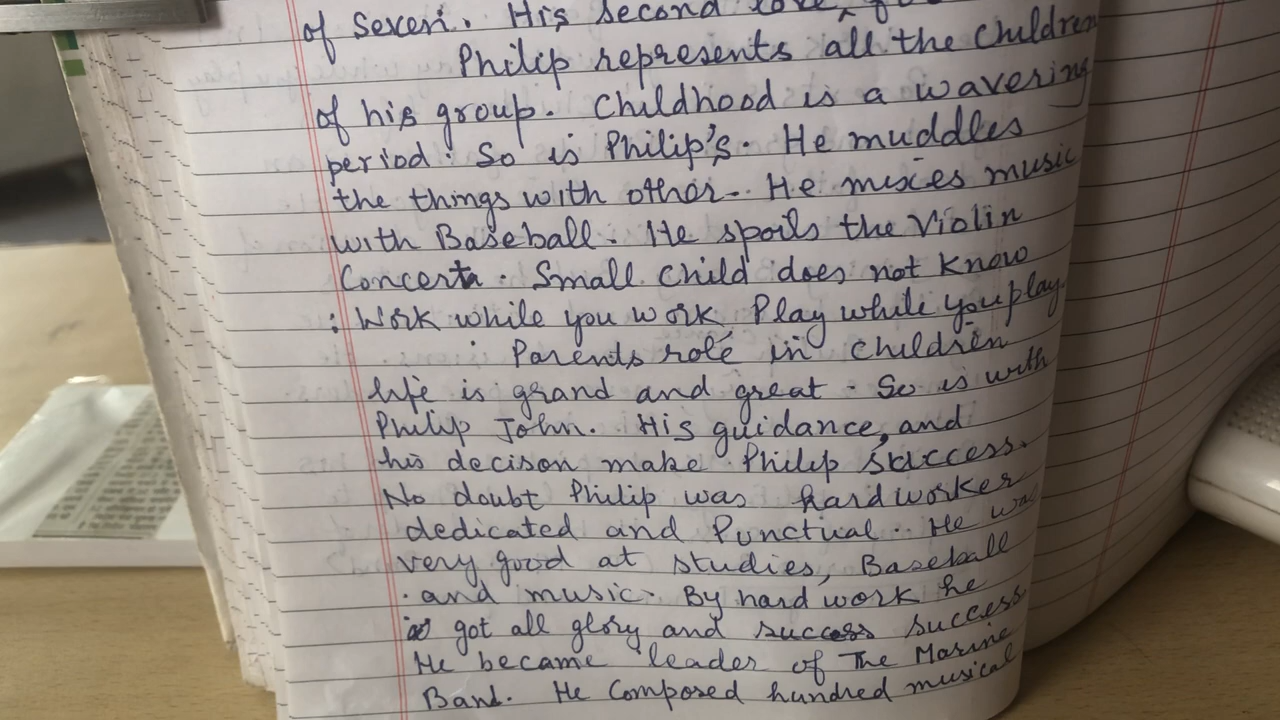 of Seven. His second love,
Philip represents all the Children
of his group. Childhood is a wavering
period. So is Philip's. He muddles
the things with other. He mixes music
with Baseball. He spoils the Violin
Concerta. Small child does not know
: Work while you work Play while you play.
Parents role in children
life is grand and great. So is with
Philip John. His guidance, and
his decison make Philip success.
No doubt Philip was hardworker
dedicated and Punctual. He wa
very good at studies, Baseball
. and music. By hard work he
got all glory and success success
He became leader of The Marine
Band. He Composed hundred musical